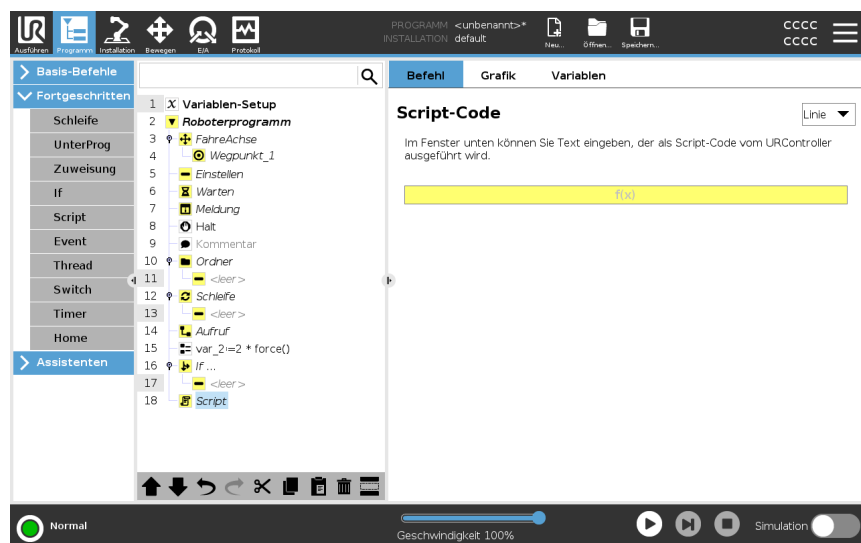 PROGRAMM <unbenannt>*
INSTALLATION default
cccc
cccc
UR
Ausführen Programm Installation Bewegen E/A Protokoll Neu... Öffnen... Speichern...
Basis-Befehle
Fortgeschritten
Schleife
UnterProg
Zuweisung
If
Script
Event
Thread
Switch
Timer
Home
Assistenten
1 X Variablen-Setup
2 Roboterprogramm
3 FahreAchse
4 Wegpunkt_1
5 Einstellen
6 Warten
7 Meldung
8 Halt
9 Kommentar
10 Ordner
11 <leer>
12 Schleife
13 <leer>
14 Aufruf
15 var_2≔2 * force()
16 If ...
17 <leer>
18 Script
Befehl Grafik Variablen
Script-Code
Linie
Im Fenster unten können Sie Text eingeben, der als Script-Code vom URController
ausgeführt wird.
f(x)
Normal
Geschwindigkeit 100%
Simulation